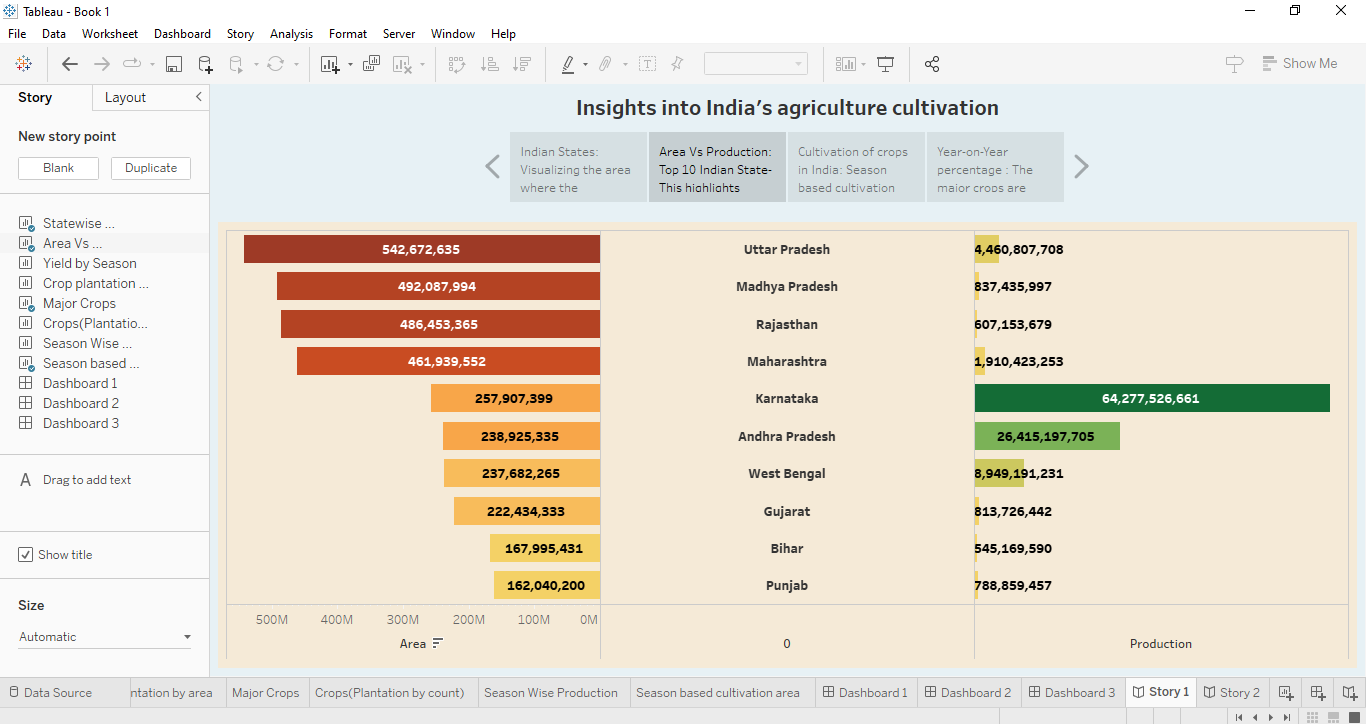 Tableau - Book 1
File Data Worksheet Dashboard Story Analysis Format Server Window Help
Show Me
Story Layout
New story point
Blank Duplicate
Statewise ...
Area Vs ...
Yield by Season
Crop plantation ...
Major Crops
Crops(Plantatio...
Season Wise ...
Season based ...
Dashboard 1
Dashboard 2
Dashboard 3
A Drag to add text
Show title
Size
Automatic
Insights into India's agriculture cultivation
Indian States:
Visualizing the area
where the
Area Vs Production:
Top 10 Indian State-
This highlights
Cultivation of crops
in India: Season
based cultivation
Year-on-Year
percentage : The
major crops are
542,672,635 Uttar Pradesh 4,460,807,708
492,087,994 Madhya Pradesh 837,435,997
486,453,365 Rajasthan 607,153,679
461,939,552 Maharashtra 1,910,423,253
257,907,399 Karnataka 64,277,526,661
238,925,335 Andhra Pradesh 26,415,197,705
237,682,265 West Bengal 8,949,191,231
222,434,333 Gujarat 813,726,442
167,995,431 Bihar 545,169,590
162,040,200 Punjab 788,859,457
500M 400M 300M 200M 100M 0M
Area 0 Production
Data Source ntation by area Major Crops Crops(Plantation by count) Season Wise Production Season based cultivation area Dashboard 1 Dashboard 2 Dashboard 3 Story 1 Story 2